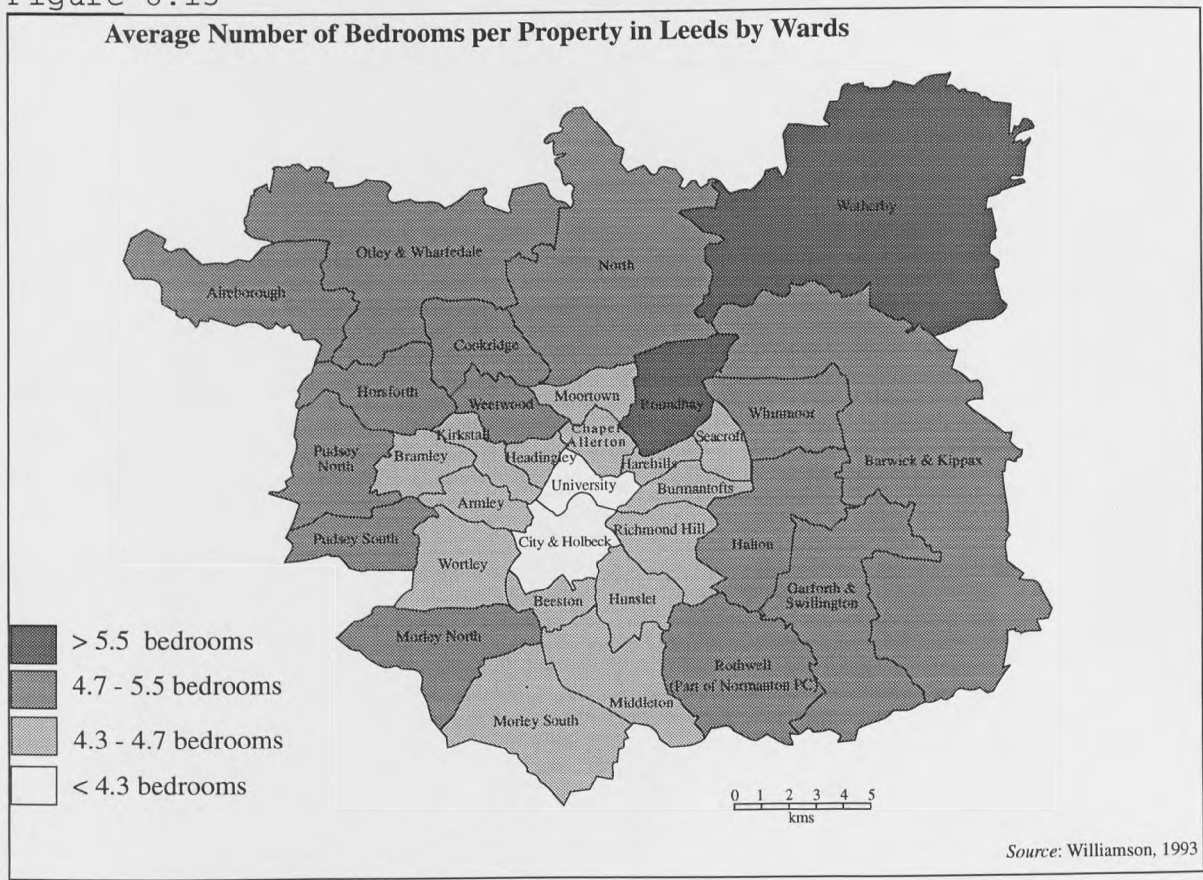 Average Number of Bedrooms per Property in Leeds by Wards
Wetherby
Otley & Wharfedale
North
Aireborough
Cookridge
Horsforth
Weetwood
Moortown
Roundhay
Whinmoor
Kirkstall
Chapel
Allerton
Seacroft
Pudsey
North
Bramley
Headingley
Harehills
Barwick & Kippax
University
Burmantofts
Armley
Richmond Hill
Pudsey South
City & Holbeck
Halton
Wortley
Beeston
Hunslet
Garforth &
Swillington
Morley North
Rothwell
(Part of Normanton PC)
Middleton
Morley South
> 5.5 bedrooms
4.7 - 5.5 bedrooms
4.3 - 4.7 bedrooms
< 4.3 bedrooms
0 1 2 3 4 5
kms
Source: Williamson, 1993